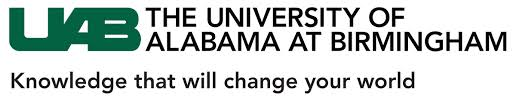 UAB THE UNIVERSITY OF
ALABAMA AT BIRMINGHAM
Knowledge that will change your world